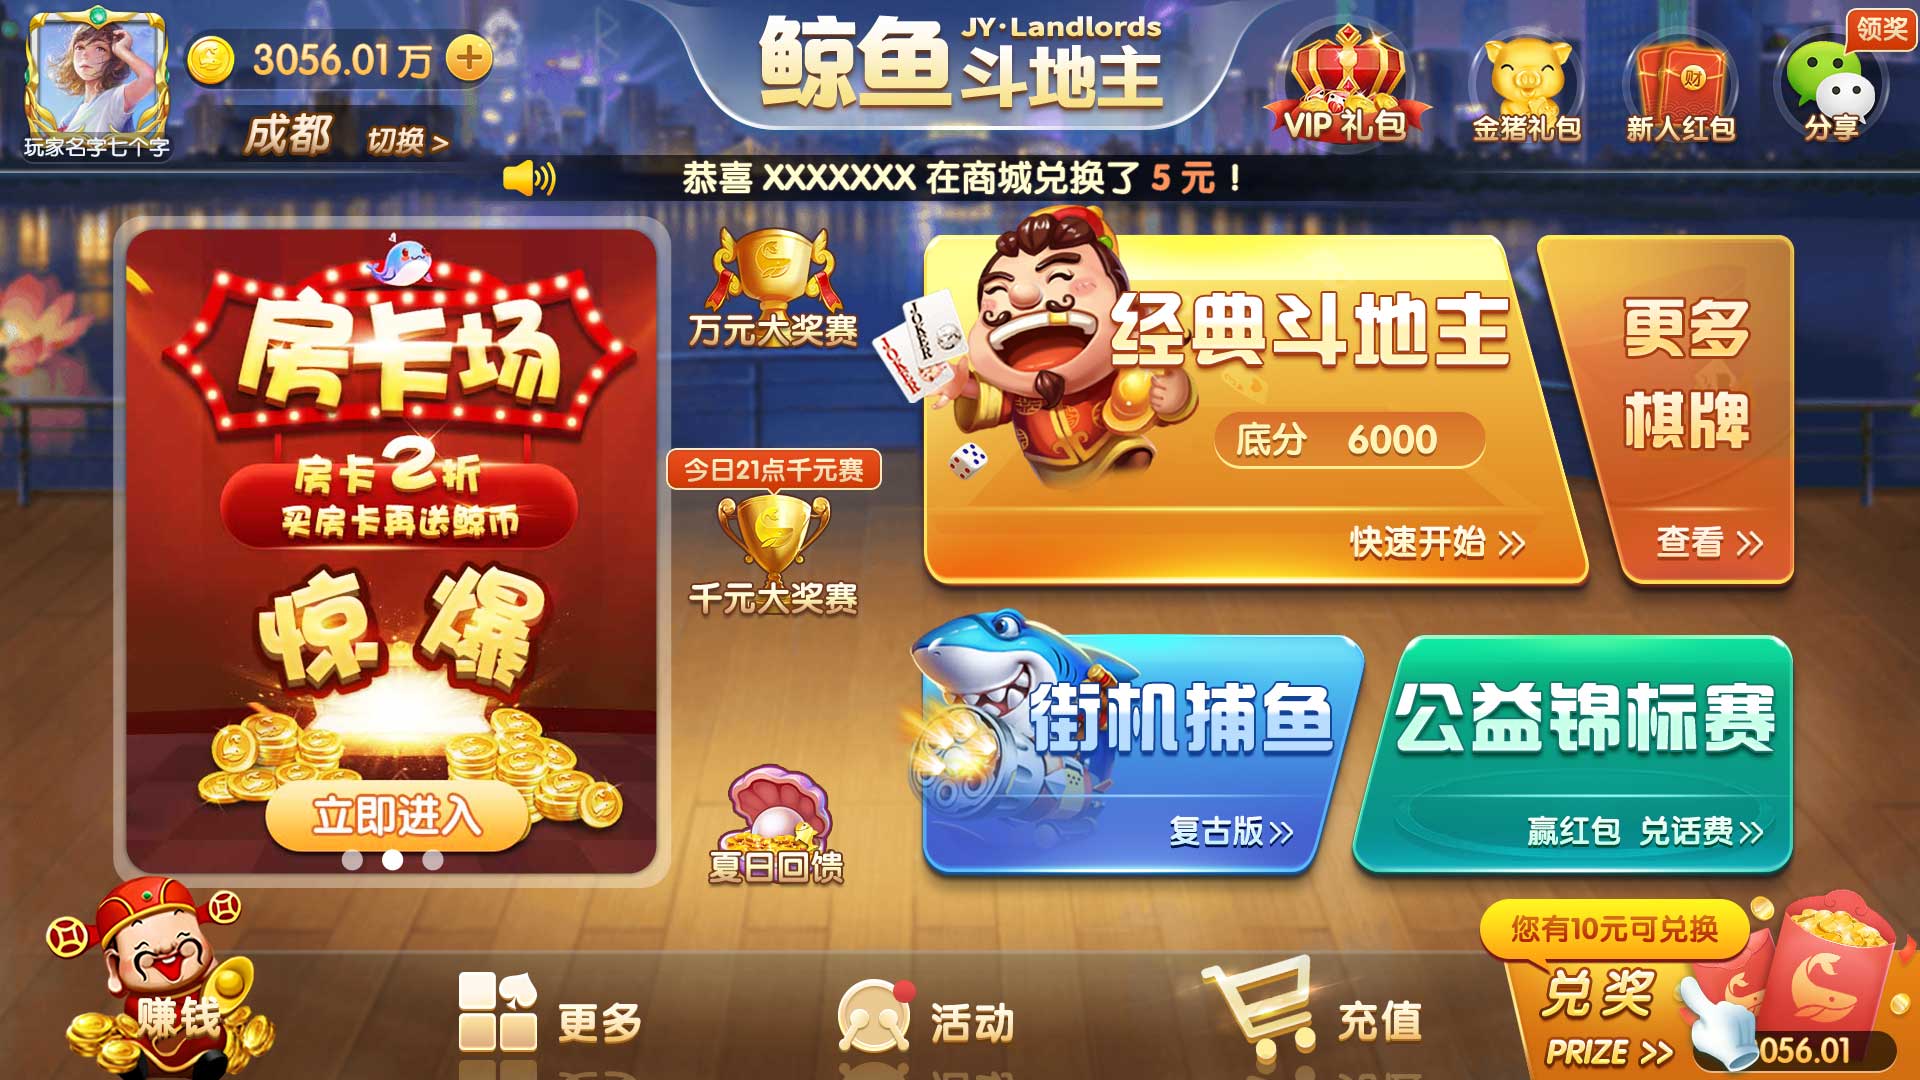 玩家名字七个字
3056.01万
成都 切换 >
鲸鱼 斗地主
JY·Landlords
VIP 礼包
金猪礼包
新人红包
领奖
分享
恭喜 XXXXXXX 在商城兑换了 5 元！
房卡场
房卡2折
买房卡再送鲸币
惊爆
立即进入
万元大奖赛
今日21点千元赛
千元大奖赛
夏日回馈
JOKER
JOKER
经典斗地主
底分 6000
快速开始 >>
更多
棋牌
查看 >>
街机捕鱼
复古版>>
公益锦标赛
赢红包 兑话费>>
赚钱
更多
活动
充值
您有10元可兑换
兑奖
PRIZE >>
056.01
财